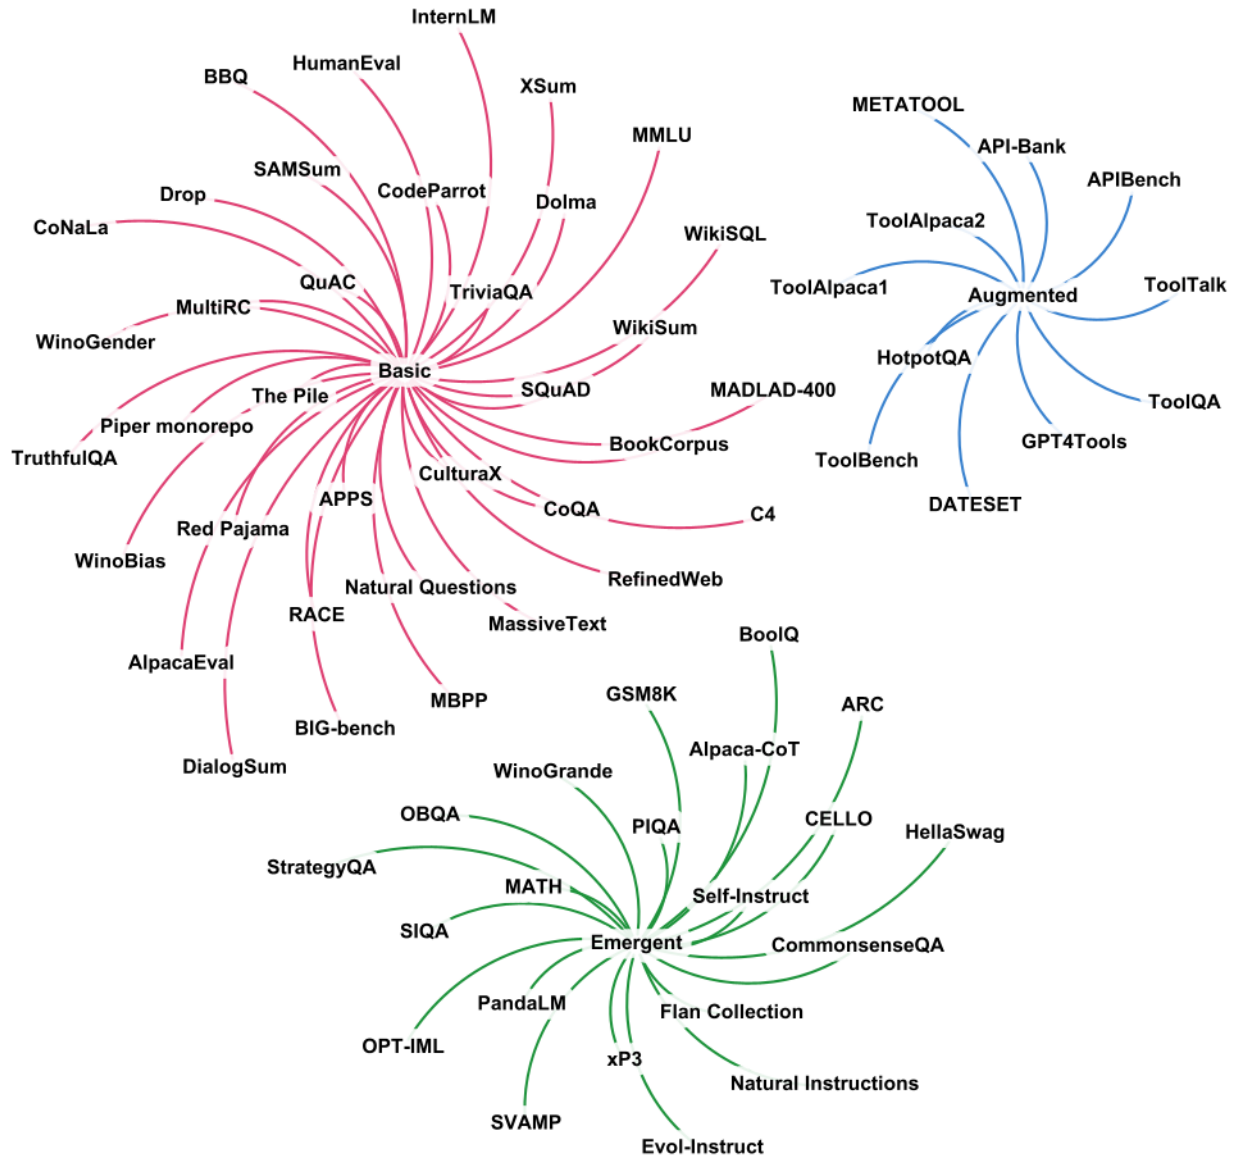 InternLM
HumanEval
BBQ
XSum
MMLU
SAMSum
CodeParrot
Drop
Dolma
CoNaLa
WikiSQL
QuAC
TriviaQA
MultiRC
WikiSum
WinoGender
Basic
The Pile
SQuAD
MADLAD-400
Piper monorepo
BookCorpus
TruthfulQA
CulturaX
APPS
CoQA
C4
Red Pajama
WinoBias
RefinedWeb
Natural Questions
RACE
MassiveText
AlpacaEval
MBPP
BIG-bench
DialogSum
METATOOL
API-Bank
APIBench
ToolAlpaca2
ToolAlpaca1
ToolTalk
Augmented
HotpotQA
ToolQA
GPT4Tools
ToolBench
DATESET
BoolQ
GSM8K
ARC
Alpaca-CoT
WinoGrande
OBQA
PIQA
CELLO
HellaSwag
StrategyQA
MATH
Self-Instruct
SIQA
Emergent
CommonsenseQA
PandaLM
Flan Collection
OPT-IML
xP3
Natural Instructions
SVAMP
Evol-Instruct